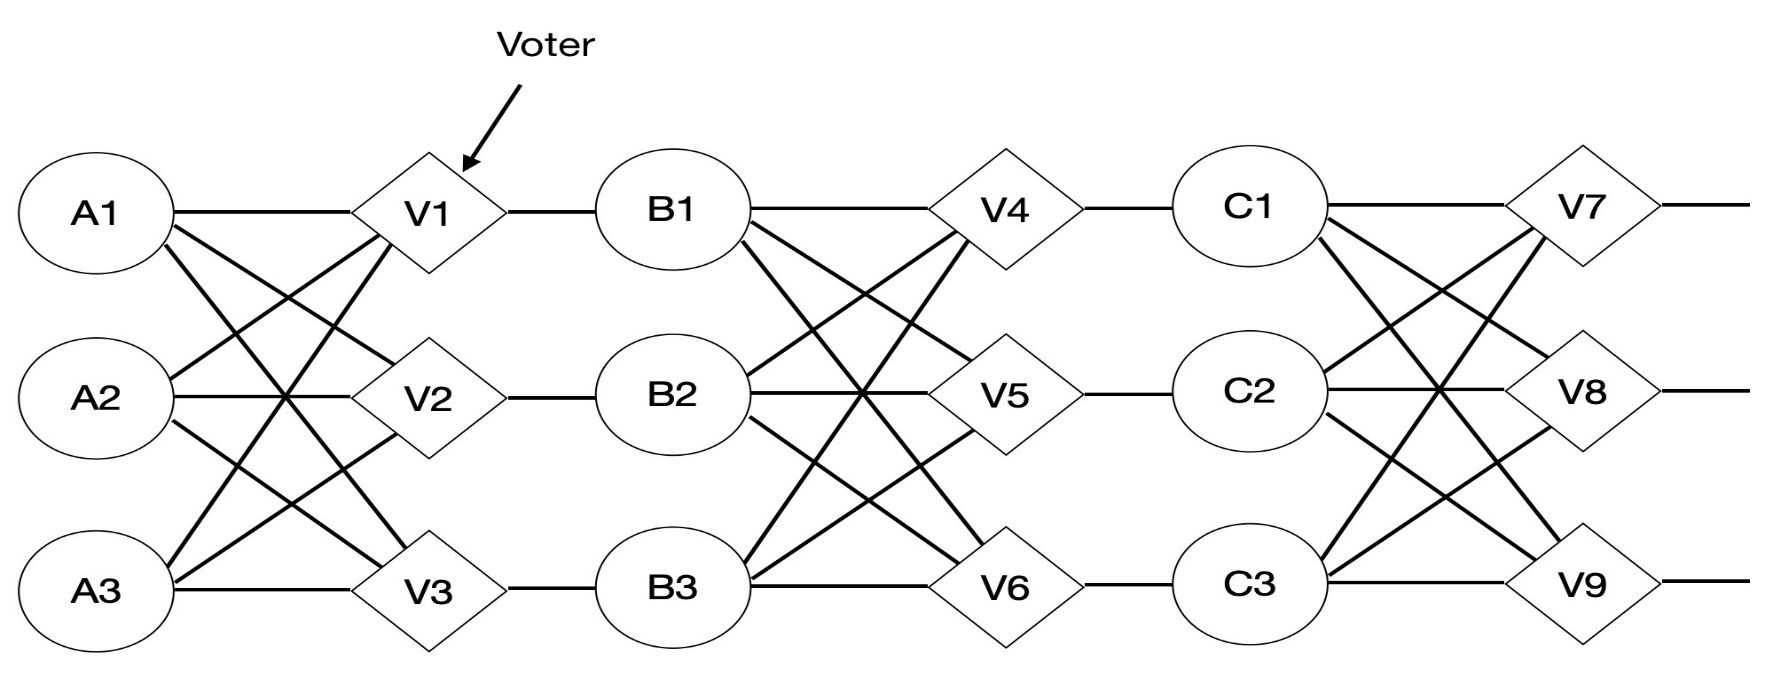 Voter
A1 V1 B1 V4 C1 V7
A2 V2 B2 V5 C2 V8
A3 V3 B3 V6 C3 V9